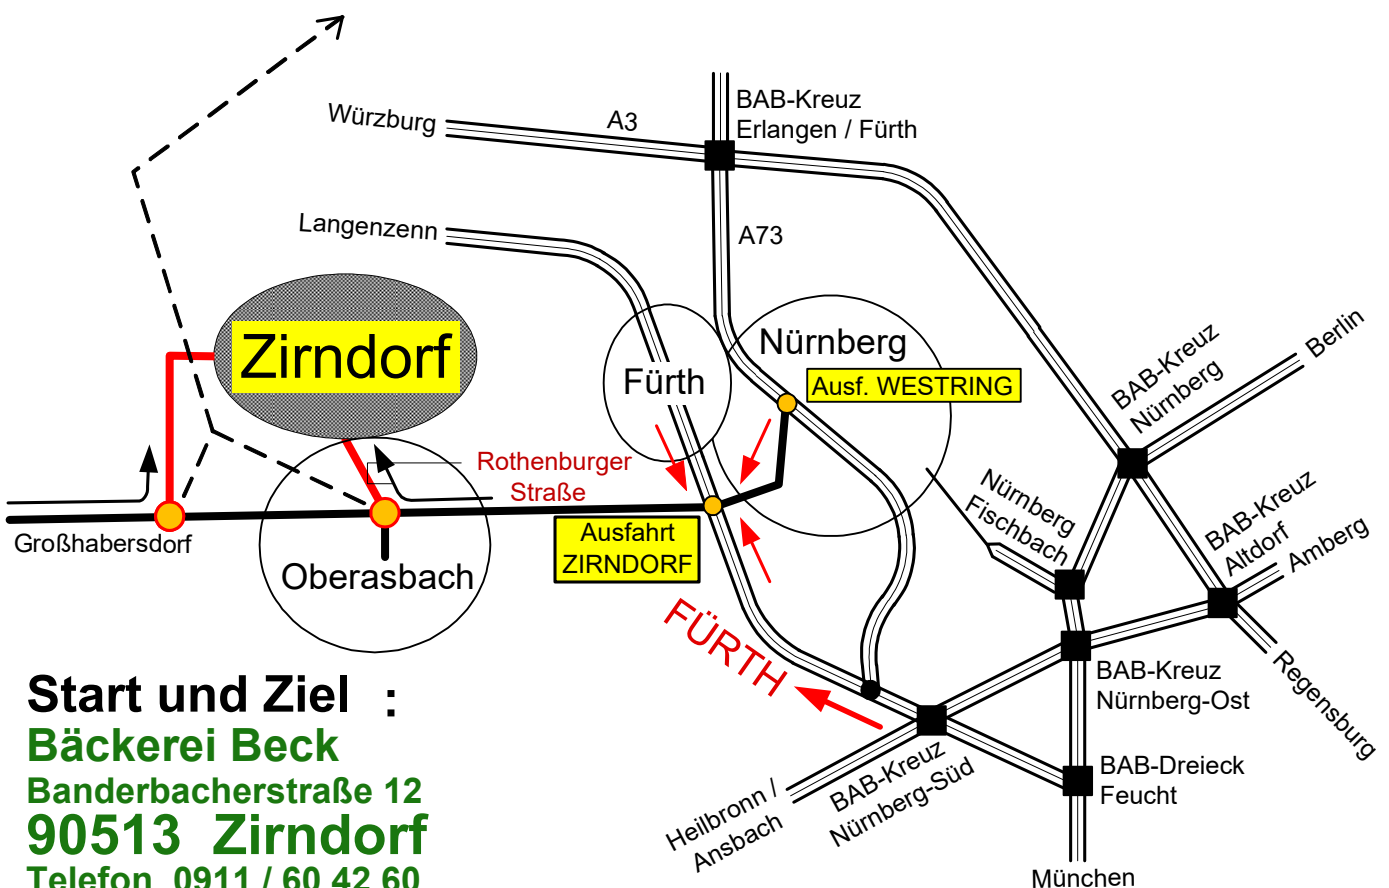 Würzburg
A3
BAB-Kreuz
Erlangen / Fürth
Langenzenn
A73
Zirndorf
Fürth
Nürnberg
Ausf. WESTRING
BAB-Kreuz
Nürnberg
Berlin
Rothenburger
Straße
Großhabersdorf
Oberasbach
Ausfahrt
ZIRNDORF
Nürnberg
Fischbach
BAB-Kreuz
Altdorf
Amberg
FÜRTH
BAB-Kreuz
Nürnberg-Ost
Regensburg
BAB-Kreuz
Nürnberg-Süd
BAB-Dreieck
Feucht
Heilbronn /
Ansbach
München
Start und Ziel :
Bäckerei Beck
Banderbacherstraße 12
90513 Zirndorf
Telefon 0911 / 60 42 60